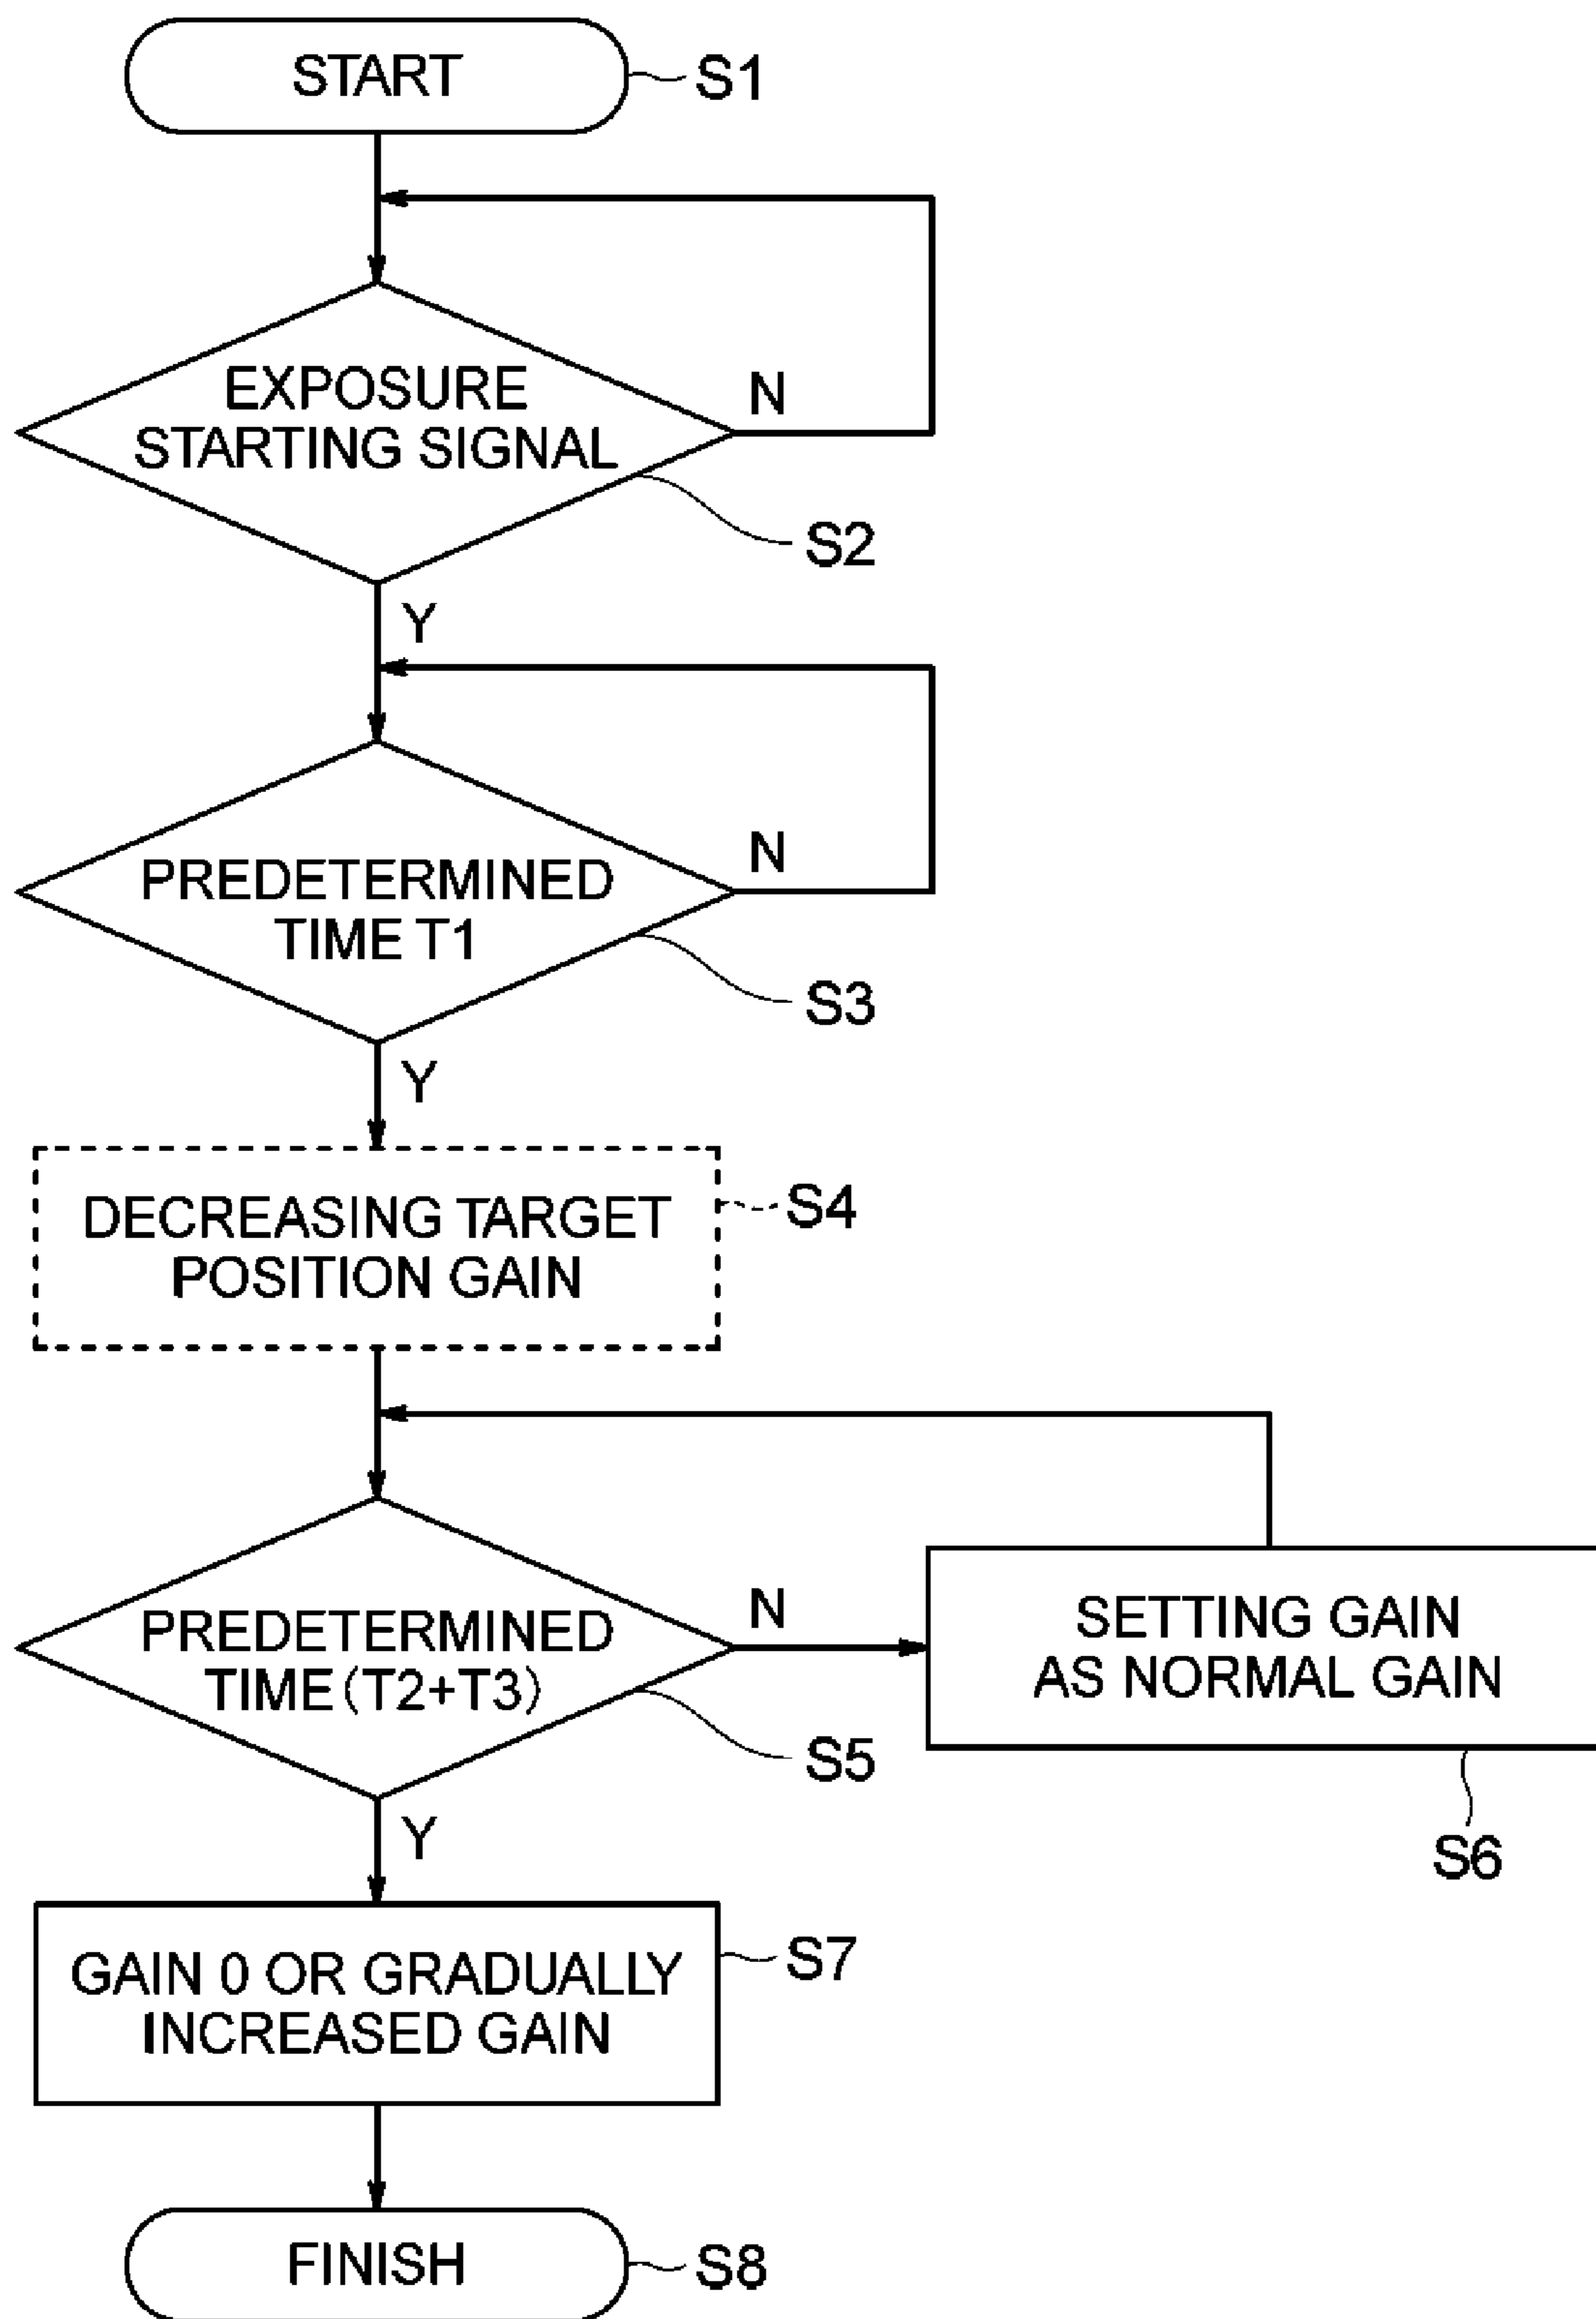 START
S1
EXPOSURE
STARTING SIGNAL
N
S2
Y
PREDETERMINED
TIME T1
N
S3
Y
DECREASING TARGET
POSITION GAIN
S4
PREDETERMINED
TIME (T2+T3)
N
S5
SETTING GAIN
AS NORMAL GAIN
S6
Y
GAIN 0 OR GRADUALLY
INCREASED GAIN
S7
FINISH
S8